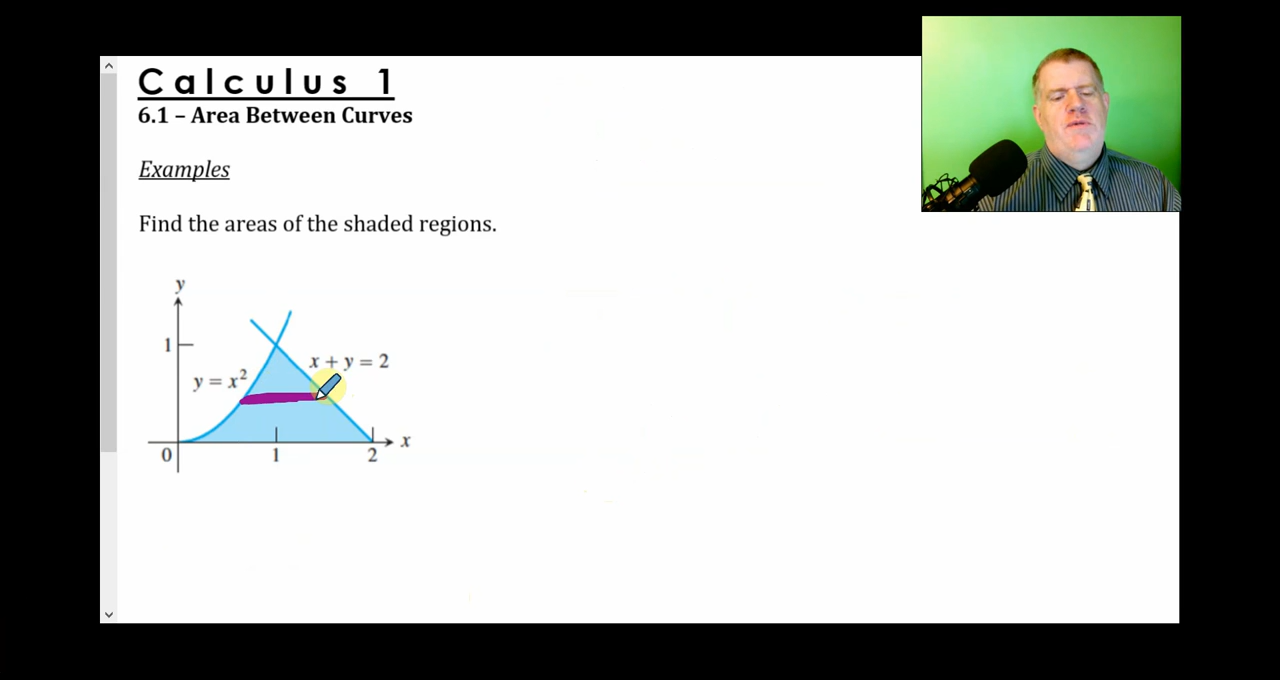 Calculus 1
6.1 – Area Between Curves
Examples
Find the areas of the shaded regions.
y
1
x + y = 2
y = x²
x
0 1 2